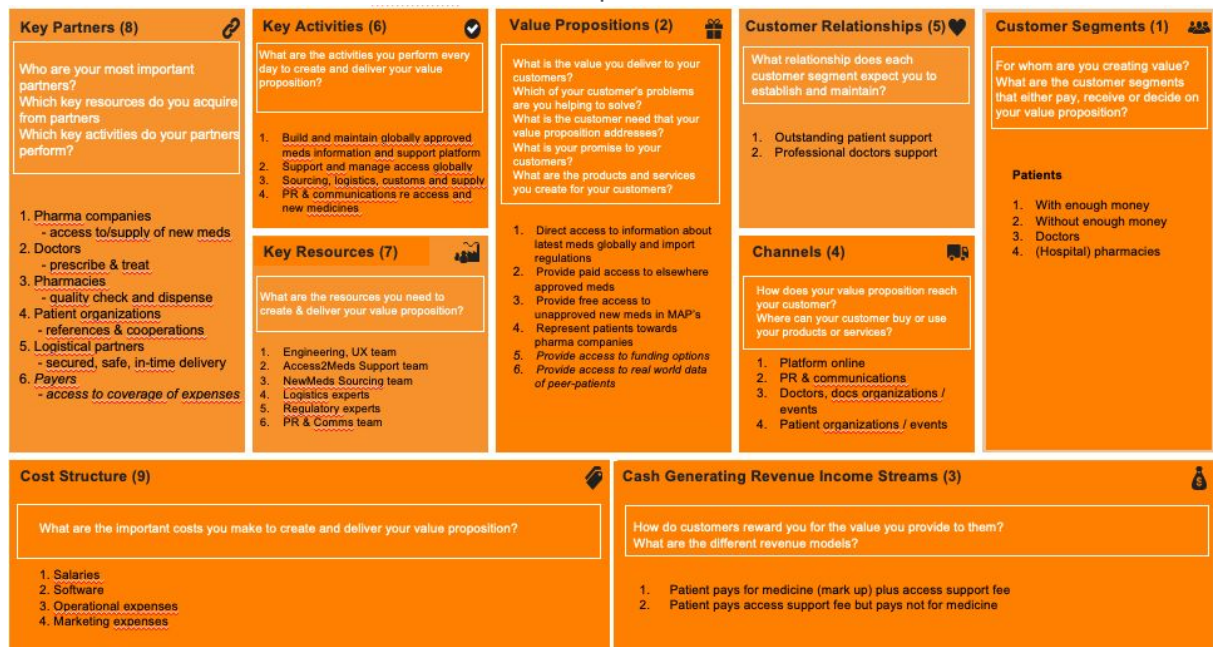 Key Partners (8)
Who are your most important
partners?
Which key resources do you acquire
from partners
Which key activities do your partners
perform?
1. Pharma companies
- access to/supply of new meds
2. Doctors
- prescribe & treat
3. Pharmacies
- quality check and dispense
4. Patient organizations
- references & cooperations
5. Logistical partners
- secured, safe, in-time delivery
6. Payers
- access to coverage of expenses
Key Activities (6)
What are the activities you perform every
day to create and deliver your value
proposition?
1. Build and maintain globally approved
meds information and support platform
2. Support and manage access globally
3. Sourcing, logistics, customs and supply
4. PR & communications re access and
new medicines
Key Resources (7)
What are the resources you need to
create & deliver your value proposition?
1. Engineering, UX team
2. Access2Meds Support team
3. NewMeds Sourcing team
4. Logistics experts
5. Regulatory experts
6. PR & Comms team
Value Propositions (2)
What is the value you deliver to your
customers?
Which of your customer's problems
are you helping to solve?
What is the customer need that your
value proposition addresses?
What is your promise to your
customers?
What are the products and services
you create for your customers?
1. Direct access to information about
latest meds globally and import
regulations
2. Provide paid access to elsewhere
approved meds
3. Provide free access to
unapproved new meds in MAP's
4. Represent patients towards
pharma companies
5. Provide access to funding options
6. Provide access to real world data
of peer-patients
Customer Relationships (5)
What relationship does each
customer segment expect you to
establish and maintain?
1. Outstanding patient support
2. Professional doctors support
Channels (4)
How does your value proposition reach
your customer?
Where can your customer buy or use
your products or services?
1. Platform online
2. PR & communications
3. Doctors, docs organizations /
events
4. Patient organizations / events
Customer Segments (1)
For whom are you creating value?
What are the customer segments
that either pay, receive or decide on
your value proposition?
Patients
1. With enough money
2. Without enough money
3. Doctors
4. (Hospital) pharmacies
Cost Structure (9)
What are the important costs you make to create and deliver your value proposition?
1. Salaries
2. Software
3. Operational expenses
4. Marketing expenses
Cash Generating Revenue Income Streams (3)
How do customers reward you for the value you provide to them?
What are the different revenue models?
1. Patient pays for medicine (mark up) plus access support fee
2. Patient pays access support fee but pays not for medicine